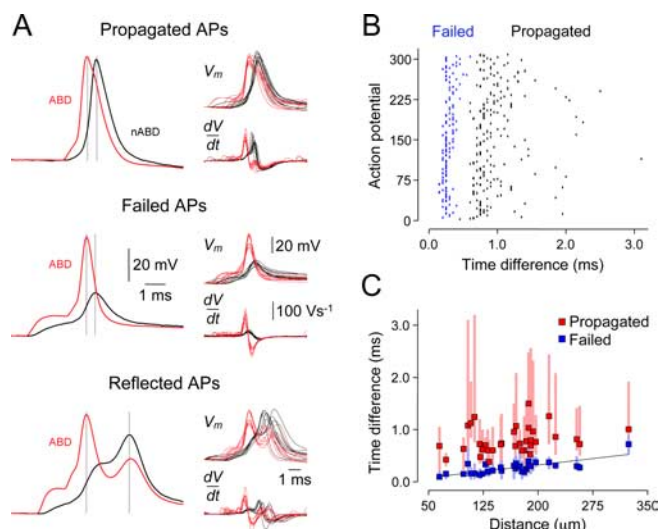 A
Propagated APs
ABD
nABD
Vm
dV
dt
Failed APs
ABD
20 mV
1 ms
Vm
20 mV
dV
dt
100 Vs-1
Reflected APs
ABD
Vm
dV
dt
1 ms
B
Failed
Propagated
Action potential
300
225
150
75
0
0.0 1.0 2.0 3.0
Time difference (ms)
C
Propagated
Failed
Time difference (ms)
3.0
2.0
1.0
0.0
50 125 200 275 350
Distance (µm)